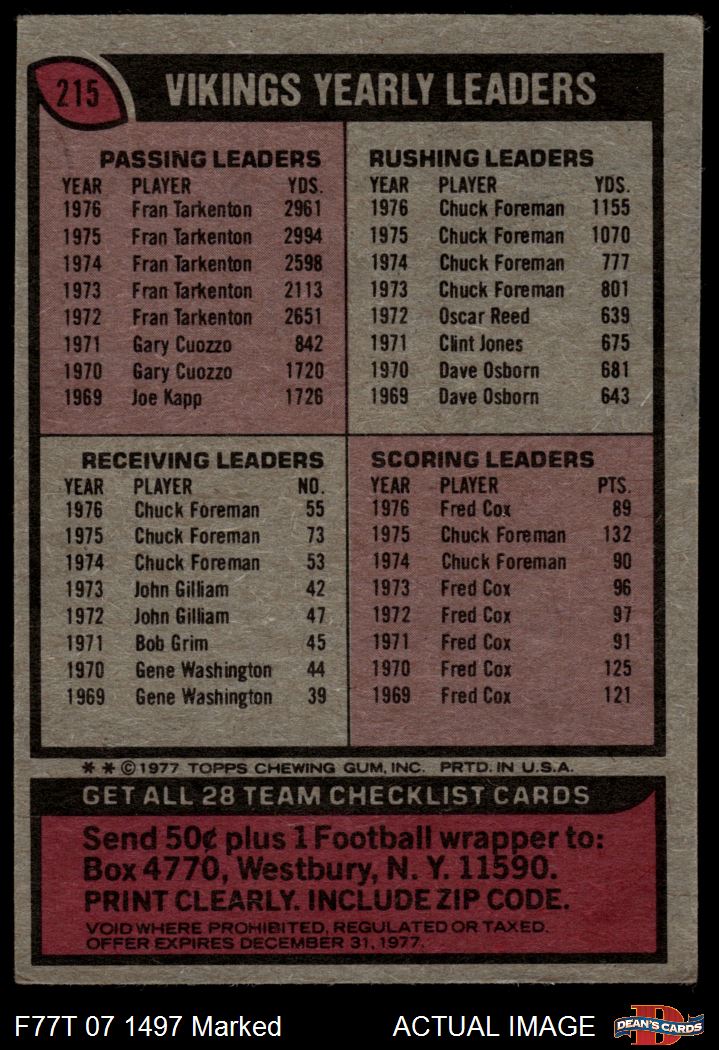 215
VIKINGS YEARLY LEADERS
PASSING LEADERS
YEAR PLAYER YDS.
1976 Fran Tarkenton 2961
1975 Fran Tarkenton 2994
1974 Fran Tarkenton 2598
1973 Fran Tarkenton 2113
1972 Fran Tarkenton 2651
1971 Gary Cuozzo 842
1970 Gary Cuozzo 1720
1969 Joe Kapp 1726
RUSHING LEADERS
YEAR PLAYER YDS.
1976 Chuck Foreman 1155
1975 Chuck Foreman 1070
1974 Chuck Foreman 777
1973 Chuck Foreman 801
1972 Oscar Reed 639
1971 Clint Jones 675
1970 Dave Osborn 681
1969 Dave Osborn 643
RECEIVING LEADERS
YEAR PLAYER NO.
1976 Chuck Foreman 55
1975 Chuck Foreman 73
1974 Chuck Foreman 53
1973 John Gilliam 42
1972 John Gilliam 47
1971 Bob Grim 45
1970 Gene Washington 44
1969 Gene Washington 39
SCORING LEADERS
YEAR PLAYER PTS.
1976 Fred Cox 89
1975 Chuck Foreman 132
1974 Chuck Foreman 90
1973 Fred Cox 96
1972 Fred Cox 97
1971 Fred Cox 91
1970 Fred Cox 125
1969 Fred Cox 121
* * © 1977 TOPPS CHEWING GUM, INC. PRTD. IN U.S.A.
GET ALL 28 TEAM CHECKLIST CARDS
Send 50¢ plus 1 Football wrapper to:
Box 4770, Westbury, N. Y. 11590.
PRINT CLEARLY. INCLUDE ZIP CODE.
VOID WHERE PROHIBITED, REGULATED OR TAXED.
OFFER EXPIRES DECEMBER 31, 1977.
F77T 07 1497 Marked
ACTUAL IMAGE
DEAN'S CARDS